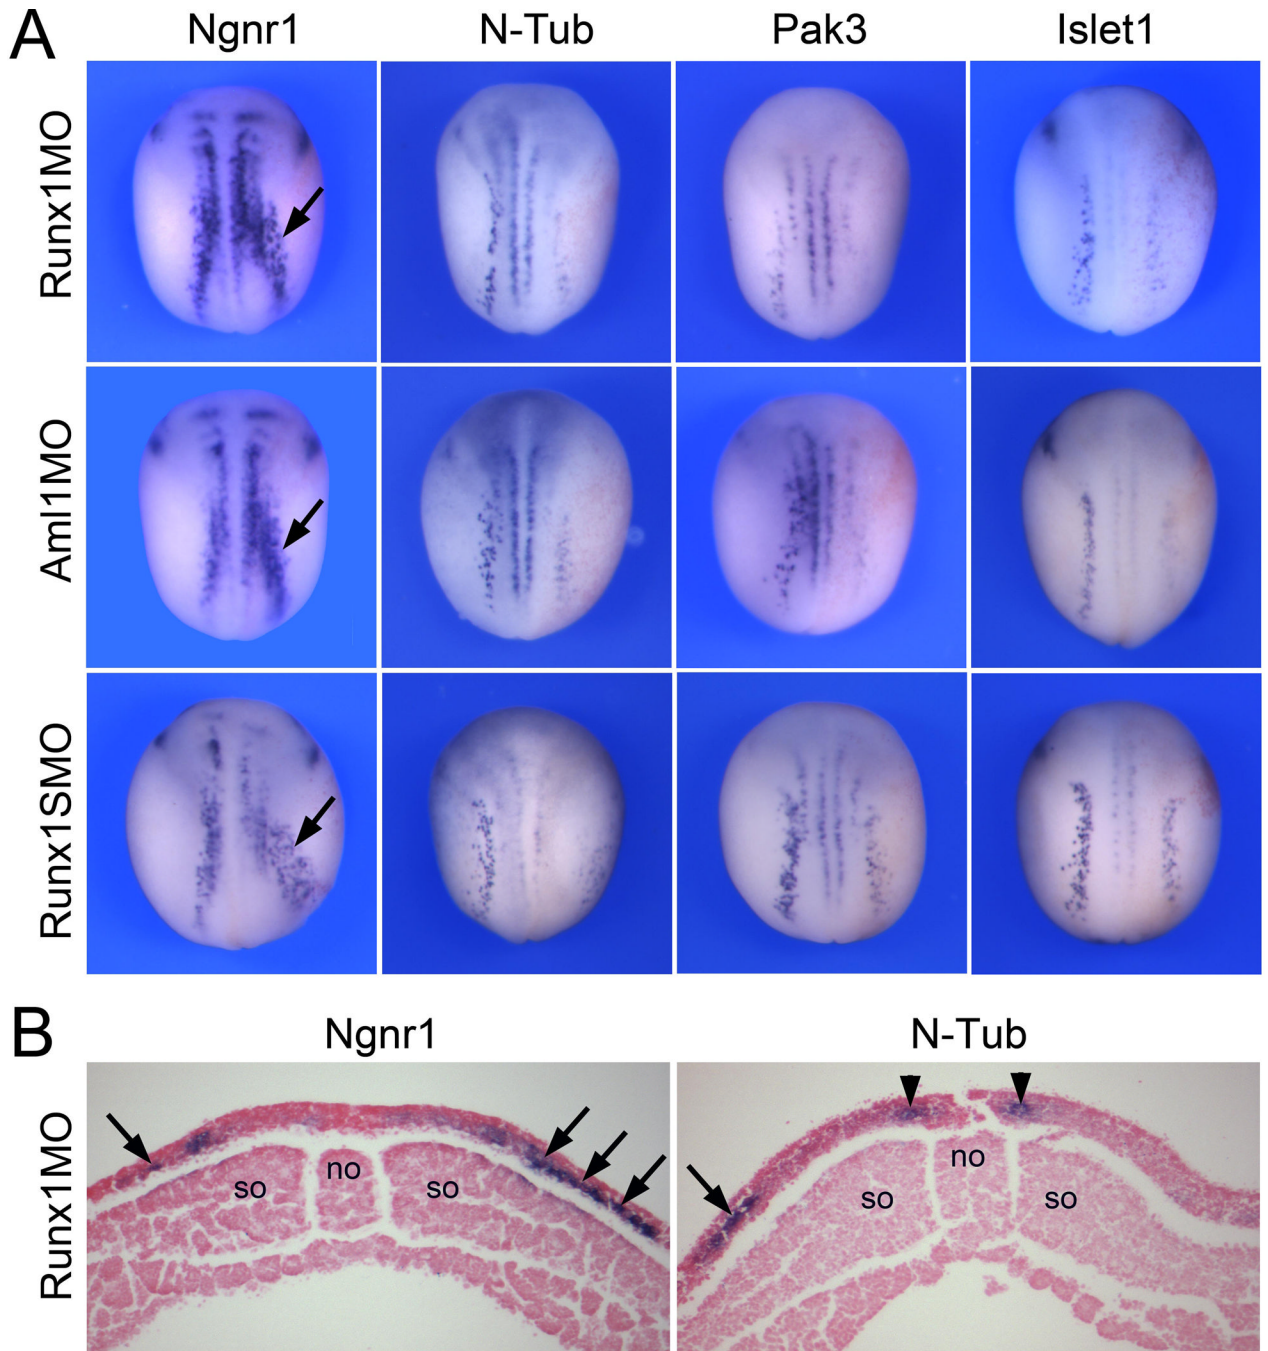 A
Ngnr1 N-Tub Pak3 Islet1
Runx1MO
Aml1MO
Runx1SMO
B
Ngnr1 N-Tub
Runx1MO
so no so
so no so